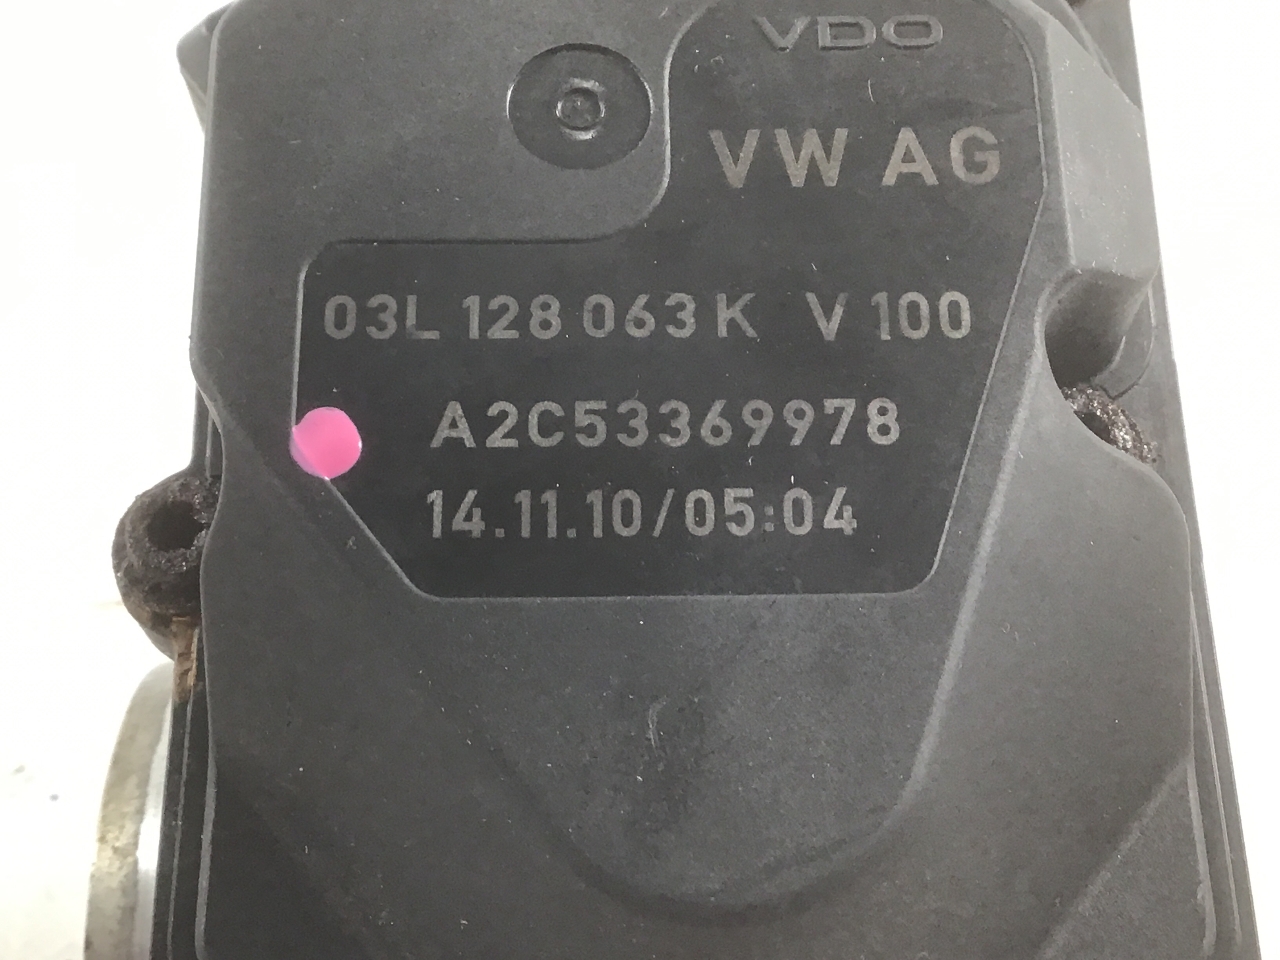 VDO
VW AG
03L 128 063 K V 100
A2C53369978
14.11.10/05:04